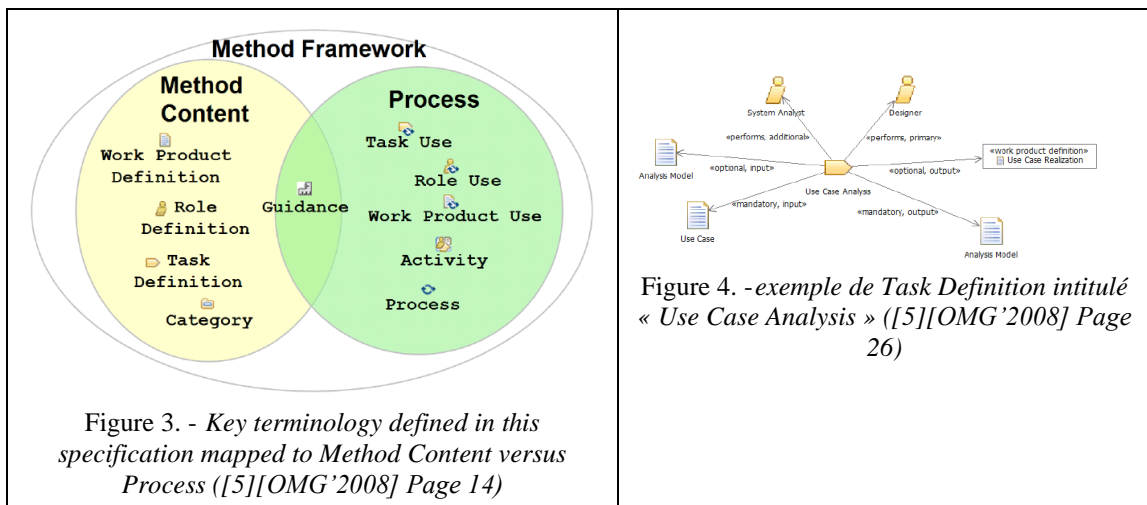 Method Framework
Method
Content
Process
Work Product
Definition
Role
Definition
Task
Definition
Category
Guidance
Task Use
Role Use
Work Product Use
Activity
Process
Figure 3. - Key terminology defined in this
specification mapped to Method Content versus
Process ([5][OMG’2008] Page 14)
System Analyst
Designer
«performs, additional»
«performs, primary»
Analysis Model
«optional, input»
Use Case Analysis
«optional, output»
«work product definition»
Use Case Realization
«mandatory, input»
«mandatory, output»
Use Case
Analysis Model
Figure 4. -exemple de Task Definition intitulé
« Use Case Analysis » ([5][OMG’2008] Page
26)